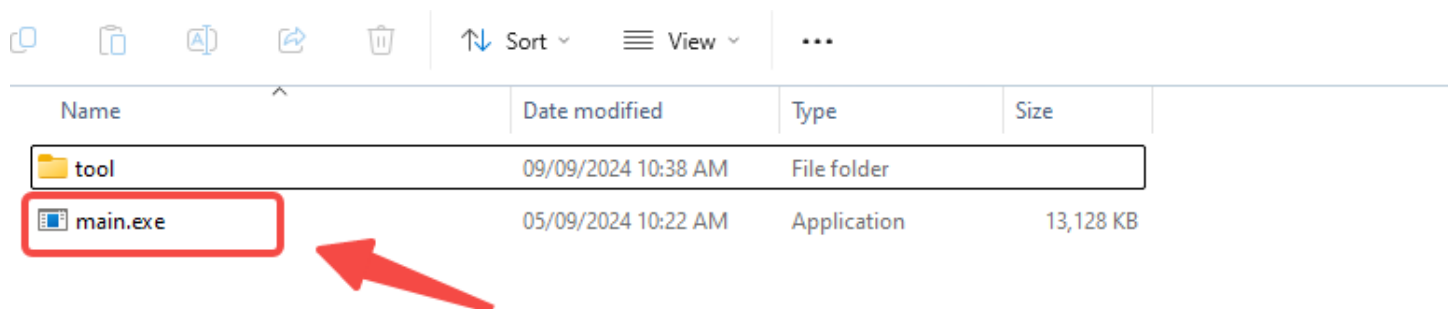 Sort View ...
Name Date modified Type Size
tool 09/09/2024 10:38 AM File folder
main.exe 05/09/2024 10:22 AM Application 13,128 KB